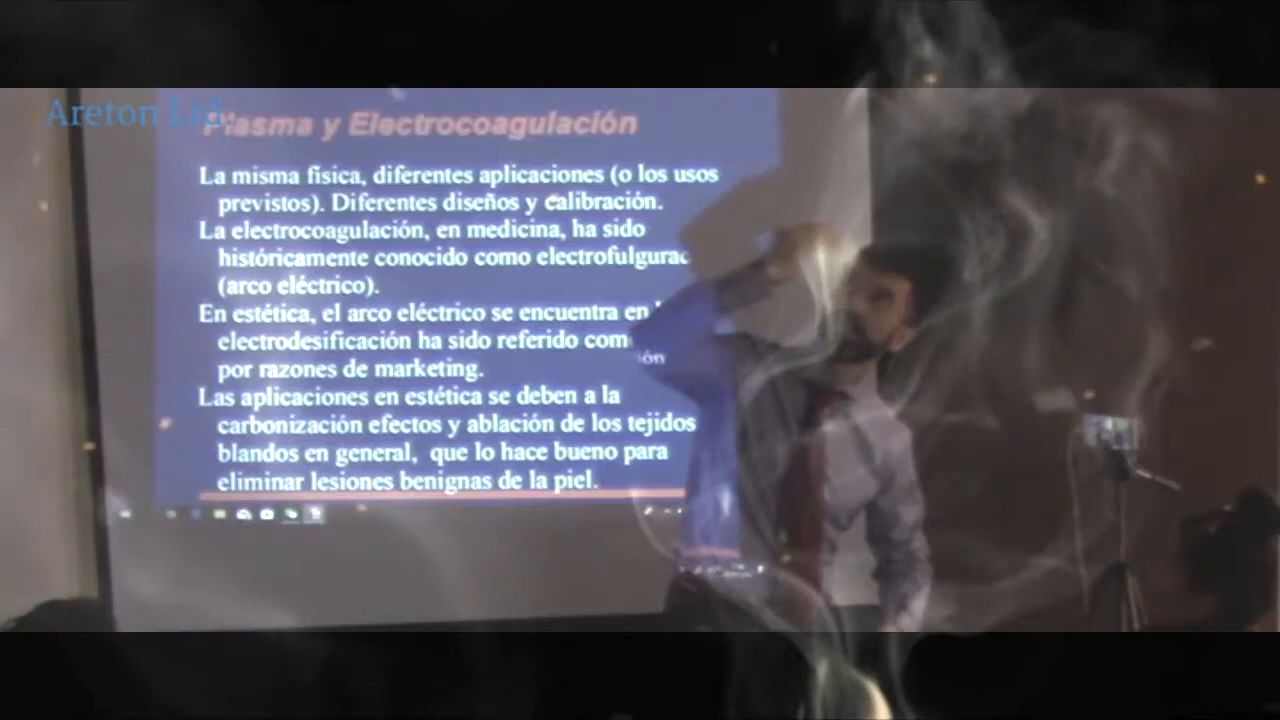 Areton Ltd.
Plasma y Electrocoagulación
La misma fisica, diferentes aplicaciones (o los usos
previstos). Diferentes diseños y calibración.
La electrocoagulación, en medicina, ha sido
históricamente conocido como electrofulgurac
(arco eléctrico).
En estética, el arco eléctrico se encuentra en
electrodesificación ha sido referido com
ión
por razones de marketing.
Las aplicaciones en estética se deben a la
carbonización efectos y ablación de los tejidos
blandos en general, que lo hace bueno para
eliminar lesiones benignas de la piel.